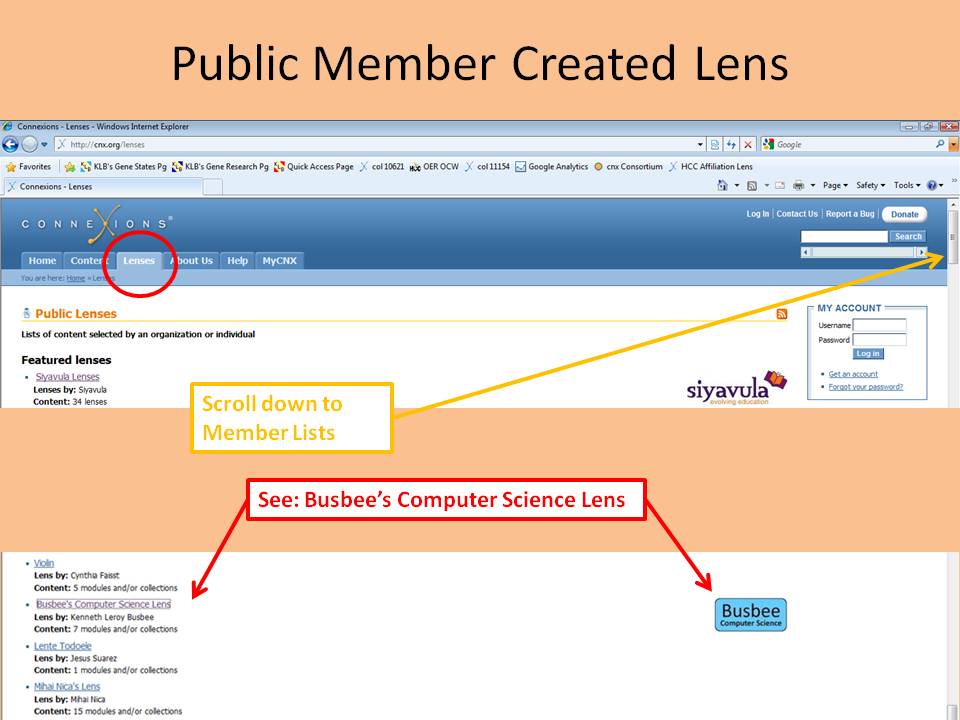 Public Member Created Lens
Connexions - Lenses - Windows Internet Explorer
http://cnx.org/lenses
Google
Favorites KLB's Gene States Pg KLB's Gene Research Pg Quick Access Page col 10621 OER OCW col 11154 Google Analytics cnx Consortium HCC Affiliation Lens
Connexions - Lenses
Page Safety Tools
CONNEXIONS®
Log In | Contact Us | Report a Bug | Donate
Search
Home Content Lenses About Us Help MyCNX
You are here: Home » Lenses
Public Lenses
MY ACCOUNT
Lists of content selected by an organization or individual
Username
Password
Log in
Featured lenses
Siyavula Lenses
Get an account
Lenses by: Siyavula
Forgot your password?
Content: 34 lenses
siyavula
evolving education
Scroll down to
Member Lists
See: Busbee's Computer Science Lens
Violin
Lens by: Cynthia Faisst
Content: 5 modules and/or collections
Busbee's Computer Science Lens
Lens by: Kenneth Leroy Busbee
Content: 7 modules and/or collections
Busbee
Computer Science
Lente Todoele
Lens by: Jesus Suarez
Content: 1 modules and/or collections
Mihai Nica's Lens
Lens by: Mihai Nica
Content: 15 modules and/or collections